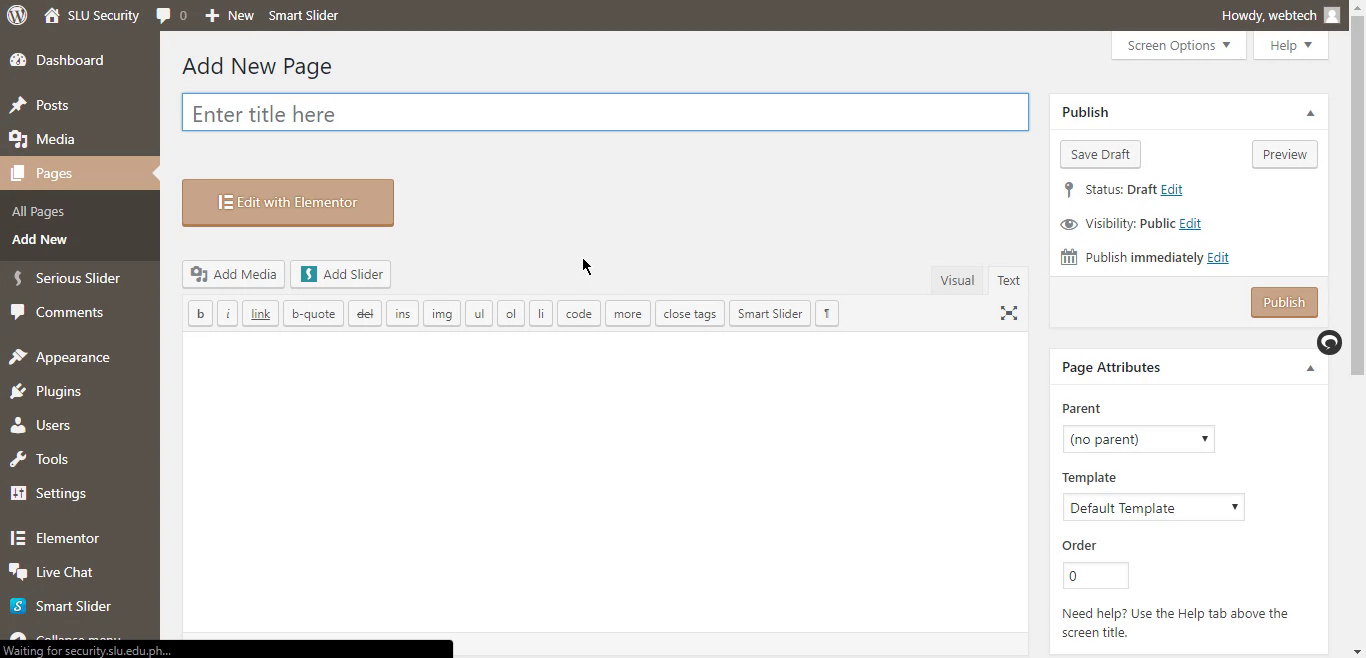 SLU Security 0 New Smart Slider Howdy, webtech
Dashboard
Posts
Media
Pages
All Pages
Add New
Serious Slider
Comments
Appearance
Plugins
Users
Tools
Settings
Elementor
Live Chat
Smart Slider
Collapse menu
Screen Options Help
Add New Page
Enter title here
Edit with Elementor
Add Media Add Slider
Visual Text
b i link b-quote del ins img ul ol li code more close tags Smart Slider ¶
Publish
Save Draft Preview
Status: Draft Edit
Visibility: Public Edit
Publish immediately Edit
Publish
Page Attributes
Parent
(no parent)
Template
Default Template
Order
0
Need help? Use the Help tab above the
screen title.
Waiting for security.slu.edu.ph...